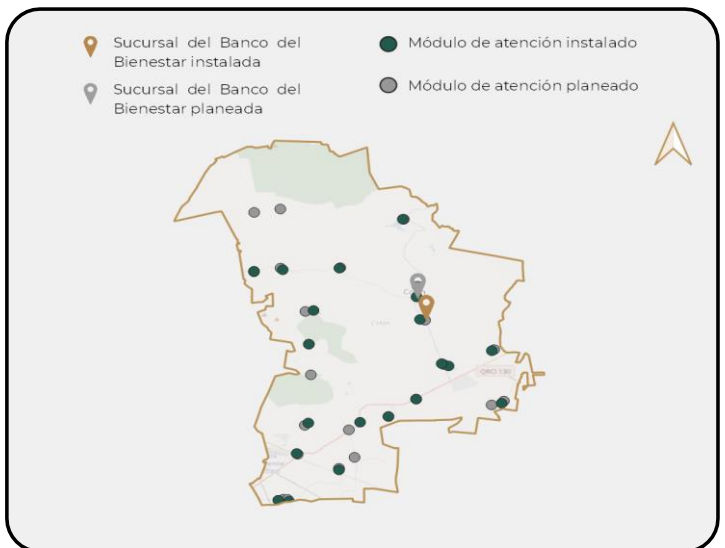 Sucursal del Banco del
Bienestar instalada
Sucursal del Banco del
Bienestar planeada
Módulo de atención instalado
Módulo de atención planeado
QRO 130